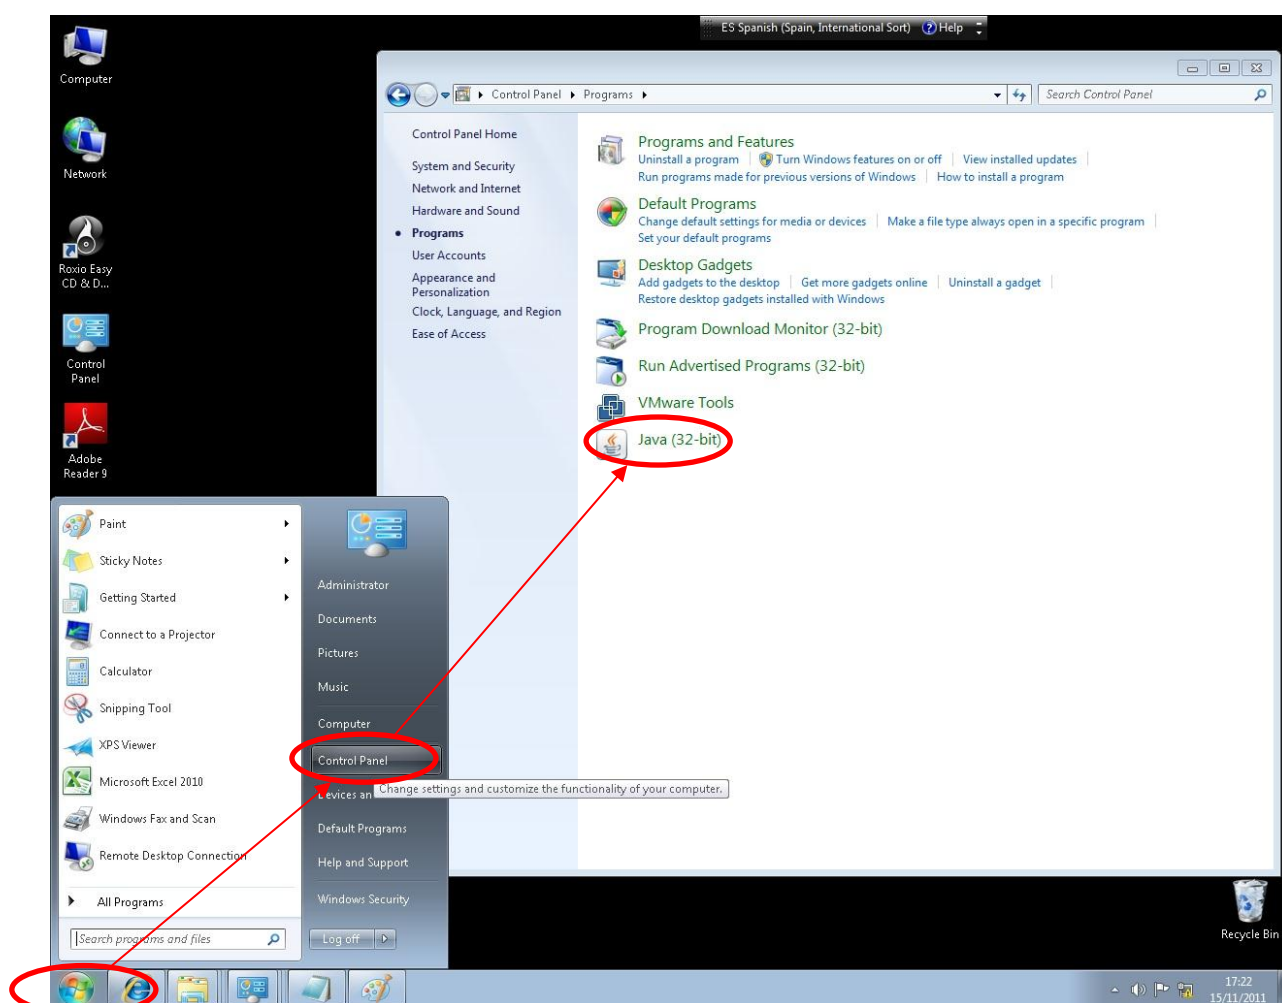 ES Spanish (Spain, International Sort) Help
Computer
Network
Roxio Easy
CD & D...
Control
Panel
Adobe
Reader 9
Control Panel Programs
Search Control Panel
Control Panel Home
System and Security
Network and Internet
Hardware and Sound
Programs
User Accounts
Appearance and
Personalization
Clock, Language, and Region
Ease of Access
Programs and Features
Uninstall a program Turn Windows features on or off View installed updates
Run programs made for previous versions of Windows How to install a program
Default Programs
Change default settings for media or devices Make a file type always open in a specific program
Set your default programs
Desktop Gadgets
Add gadgets to the desktop Get more gadgets online Uninstall a gadget
Restore desktop gadgets installed with Windows
Program Download Monitor (32-bit)
Run Advertised Programs (32-bit)
VMware Tools
Java (32-bit)
Paint
Sticky Notes
Getting Started
Connect to a Projector
Calculator
Snipping Tool
XPS Viewer
Microsoft Excel 2010
Windows Fax and Scan
Remote Desktop Connection
All Programs
Search programs and files
Administrator
Documents
Pictures
Music
Computer
Control Panel
Change settings and customize the functionality of your computer.
Devices an
Default Programs
Help and Support
Windows Security
Log off
Recycle Bin
17:22
15/11/2011